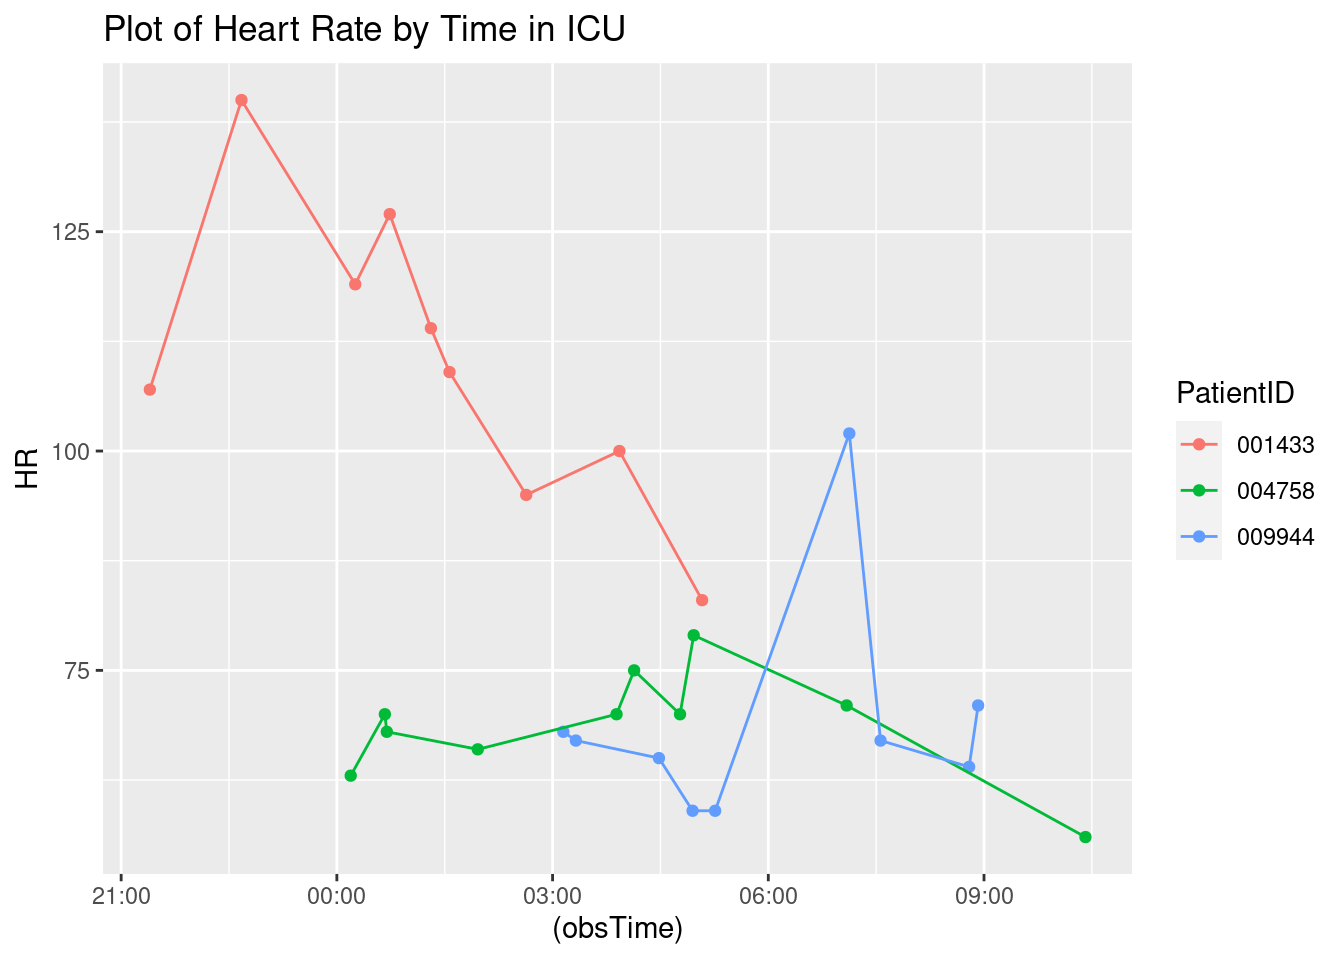 Plot of Heart Rate by Time in ICU
125
100
75
HR
21:00 00:00 03:00 06:00 09:00
(obsTime)
PatientID
001433
004758
009944